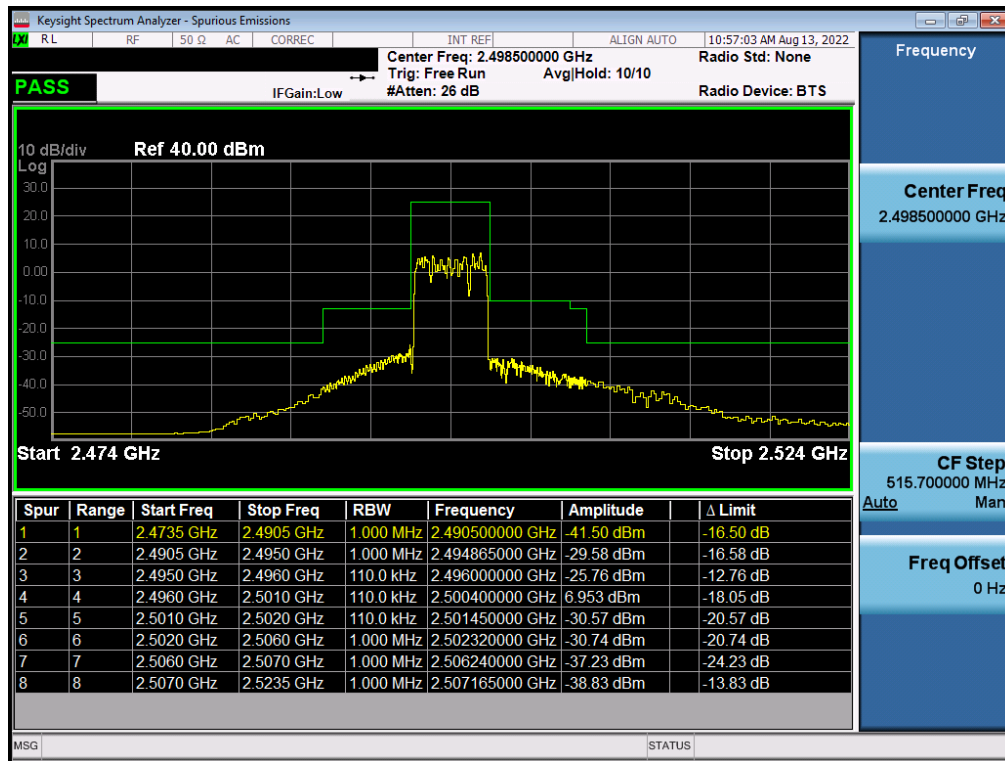 Keysight Spectrum Analyzer - Spurious Emissions
LXI RL RF 50 Ω AC CORREC INT REF ALIGN AUTO 10:57:03 AM Aug 13, 2022
Center Freq: 2.498500000 GHz Radio Std: None
Trig: Free Run Avg|Hold: 10/10
PASS IFGain:Low #Atten: 26 dB Radio Device: BTS
10 dB/div Ref 40.00 dBm
Log
30.0
20.0
10.0
0.00
-10.0
-20.0
-30.0
-40.0
-50.0
Start 2.474 GHz Stop 2.524 GHz
Spur Range Start Freq Stop Freq RBW Frequency Amplitude Δ Limit
1 1 2.4735 GHz 2.4905 GHz 1.000 MHz 2.490500000 GHz -41.50 dBm -16.50 dB
2 2 2.4905 GHz 2.4950 GHz 1.000 MHz 2.494865000 GHz -29.58 dBm -16.58 dB
3 3 2.4950 GHz 2.4960 GHz 110.0 kHz 2.496000000 GHz -25.76 dBm -12.76 dB
4 4 2.4960 GHz 2.5010 GHz 110.0 kHz 2.500400000 GHz 6.953 dBm -18.05 dB
5 5 2.5010 GHz 2.5020 GHz 110.0 kHz 2.501450000 GHz -30.57 dBm -20.57 dB
6 6 2.5020 GHz 2.5060 GHz 1.000 MHz 2.502320000 GHz -30.74 dBm -20.74 dB
7 7 2.5060 GHz 2.5070 GHz 1.000 MHz 2.506240000 GHz -37.23 dBm -24.23 dB
8 8 2.5070 GHz 2.5235 GHz 1.000 MHz 2.507165000 GHz -38.83 dBm -13.83 dB
MSG STATUS
Frequency
Center Freq
2.498500000 GHz
CF Step
515.700000 MHz
Auto Man
Freq Offset
0 Hz